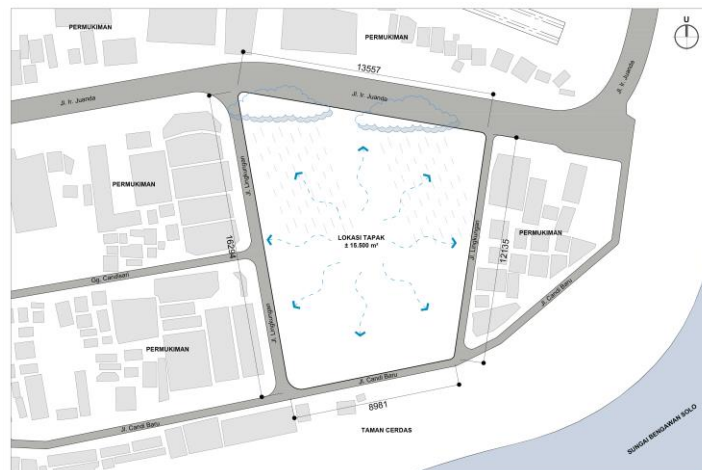 PERMUKIMAN
PERMUKIMAN
U
13557
Jl. Ir. Juanda
Jl. Ir. Juanda
Jl. Ir. Juanda
PERMUKIMAN
Jl. Lingkungan
16294
LOKASI TAPAK
± 15.500 m²
Jl. Lingkungan
12135
PERMUKIMAN
Gg. Candisari
Jl. Candi Baru
Jl. Lingkungan
PERMUKIMAN
Jl. Candi Baru
8981
Jl. Candi Baru
TAMAN CERDAS
SUNGAI BENGAWAN SOLO